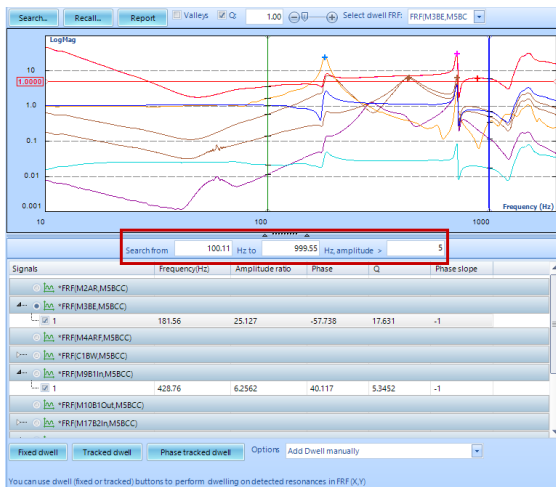 Search... Recall... Report Valleys Q: 1.00 Select dwell FRF: FRF(M3BE,M5BC
LogMag
10
1.0000
1.0
0.1
0.01
0.001
10 100 1000 Frequency (Hz)
Search from 100.11 Hz to 999.55 Hz, amplitude > 5
Signals Frequency(Hz) Amplitude ratio Phase Q Phase slope
*FRF(M2AR,M5BCC)
*FRF(M3BE,M5BCC)
1 181.56 25.127 -57.738 17.631 -1
*FRF(M4ARF,M5BCC)
*FRF(C1BW,M5BCC)
*FRF(M9B1In,M5BCC)
1 428.76 6.2562 40.117 5.3452 -1
*FRF(M10B1Out,M5BCC)
*FRF(M17B2In,M5BCC)
Fixed dwell Tracked dwell Phase tracked dwell Options Add Dwell manually
You can use dwell (fixed or tracked) buttons to perform dwelling on detected resonances in FRF (X,Y)